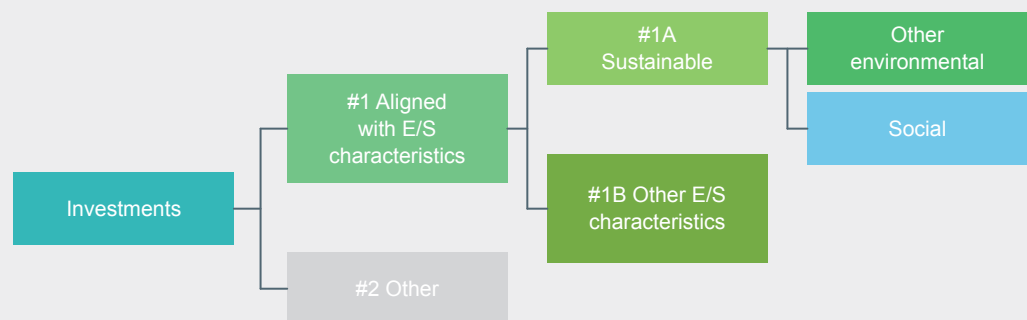 Investments
#1 Aligned
with E/S
characteristics
#2 Other
#1A
Sustainable
#1B Other E/S
characteristics
Other
environmental
Social